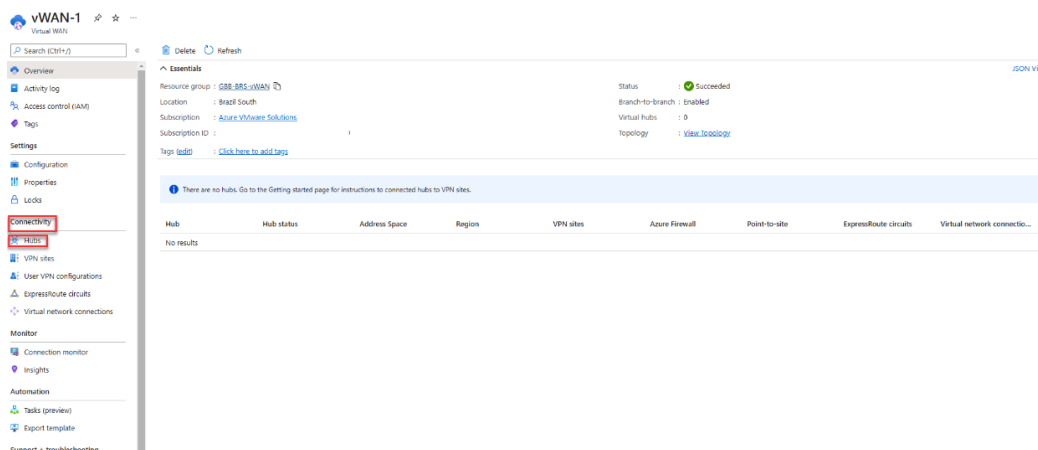 vWAN-1
Virtual WAN
Search (Ctrl+/)
«
Delete
Refresh
Overview
Activity log
Access control (IAM)
Tags
Settings
Configuration
Properties
Locks
Connectivity
Hubs
VPN sites
User VPN configurations
ExpressRoute circuits
Virtual network connections
Monitor
Connection monitor
Insights
Automation
Tasks (preview)
Export template
Support + troubleshooting
Essentials
JSON Vi
Resource group : GBB-BRS-vWAN
Location : Brazil South
Subscription : Azure VMware Solutions
Subscription ID :
Tags (edit) : Click here to add tags
Status : Succeeded
Branch-to-branch : Enabled
Virtual hubs : 0
Topology : View Topology
There are no hubs. Go to the Getting started page for instructions to connected hubs to VPN sites.
Hub Hub status Address Space Region VPN sites Azure Firewall Point-to-site ExpressRoute circuits Virtual network connectio...
No results